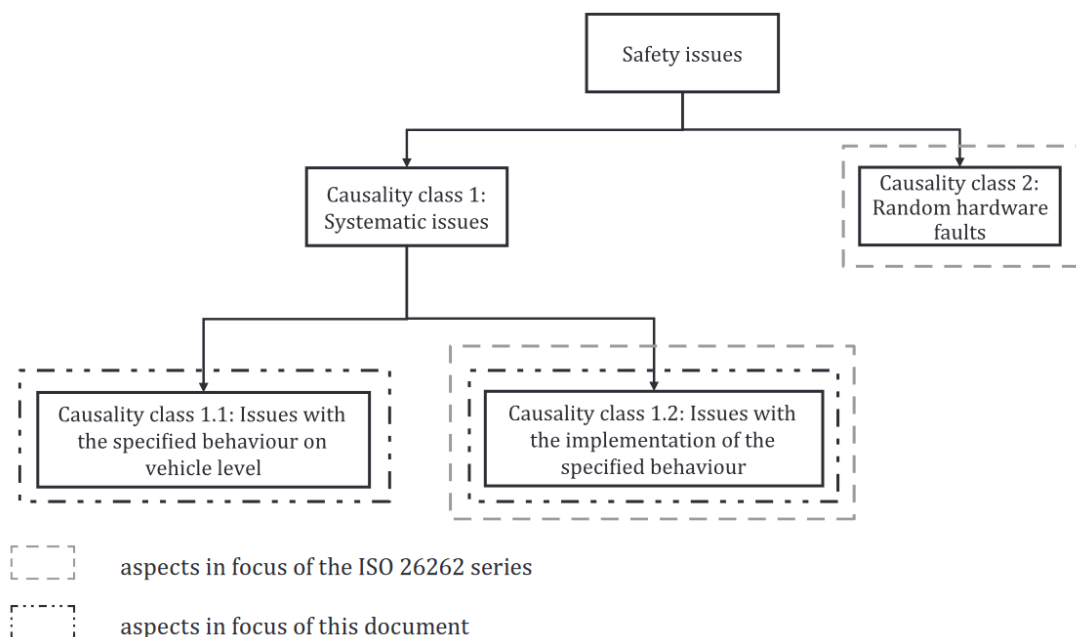 Safety issues
Causality class 1:
Systematic issues
Causality class 2:
Random hardware
faults
Causality class 1.1: Issues with
the specified behaviour on
vehicle level
Causality class 1.2: Issues with
the implementation of the
specified behaviour
aspects in focus of the ISO 26262 series
aspects in focus of this document